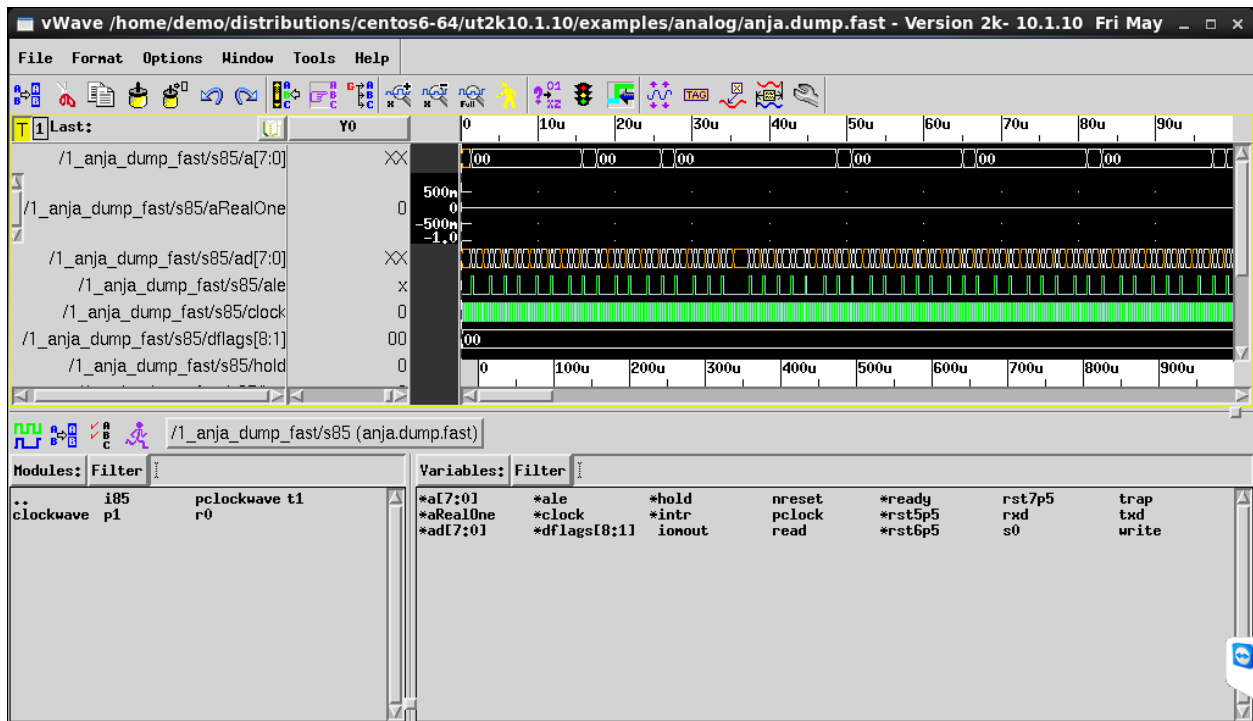 vWave /home/demo/distributions/centos6-64/ut2k10.1.10/examples/analog/anja.dump.fast - Version 2k- 10.1.10 Fri May
File Format Options Window Tools Help
Full TAG
T 1 Last: Y0 0 10u 20u 30u 40u 50u 60u 70u 80u 90u
/1_anja_dump_fast/s85/a[7:0] XX 00 00 00 00 00 00
500m
/1_anja_dump_fast/s85/aRealOne 0 0
-500m
-1.0
/1_anja_dump_fast/s85/ad[7:0] XX
/1_anja_dump_fast/s85/ale x
/1_anja_dump_fast/s85/clock 0
/1_anja_dump_fast/s85/dflags[8:1] 00 00
/1_anja_dump_fast/s85/hold 0 0 100u 200u 300u 400u 500u 600u 700u 800u 900u
/1_anja_dump_fast/s85 (anja.dump.fast)
Modules: Filter Variables: Filter
.. i85 pclockwave t1 *a[7:0] *ale *hold nreset *ready rst7p5 trap
clockwave p1 r0 *aRealOne *clock *intr pclock *rst5p5 rxd txd
*ad[7:0] *dflags[8:1] iomout read *rst6p5 s0 write